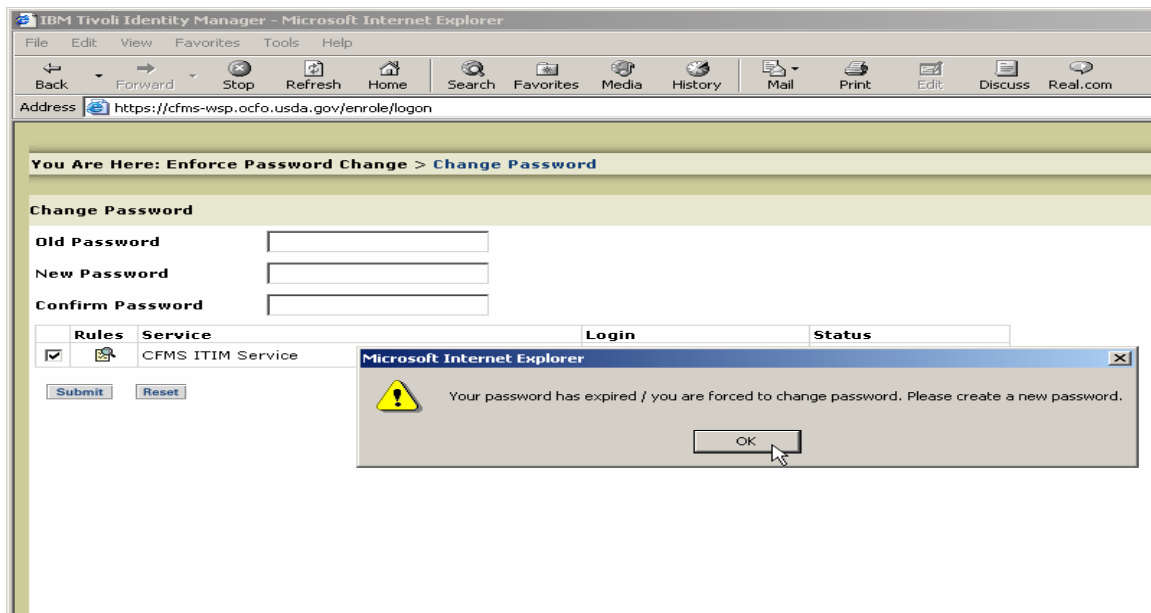 IBM Tivoli Identity Manager - Microsoft Internet Explorer
File Edit View Favorites Tools Help
Back Forward Stop Refresh Home Search Favorites Media History Mail Print Edit Discuss Real.com
Address https://cfms-wsp.ocfo.usda.gov/enrole/logon
You Are Here: Enforce Password Change > Change Password
Change Password
Old Password
New Password
Confirm Password
Rules Service Login Status
CFMS ITIM Service
Microsoft Internet Explorer
Your password has expired / you are forced to change password. Please create a new password.
OK
Submit Reset